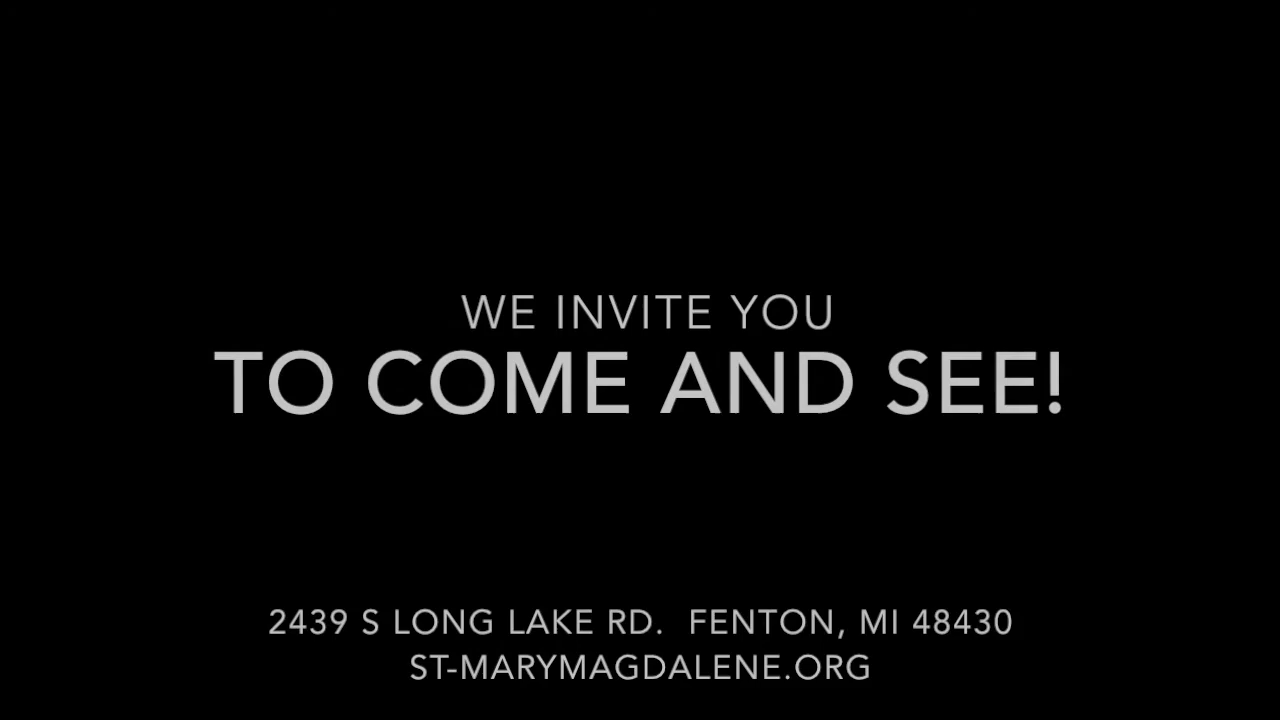 WE INVITE YOU
TO COME AND SEE!
2439 S LONG LAKE RD.  FENTON, MI 48430
ST-MARYMAGDALENE.ORG